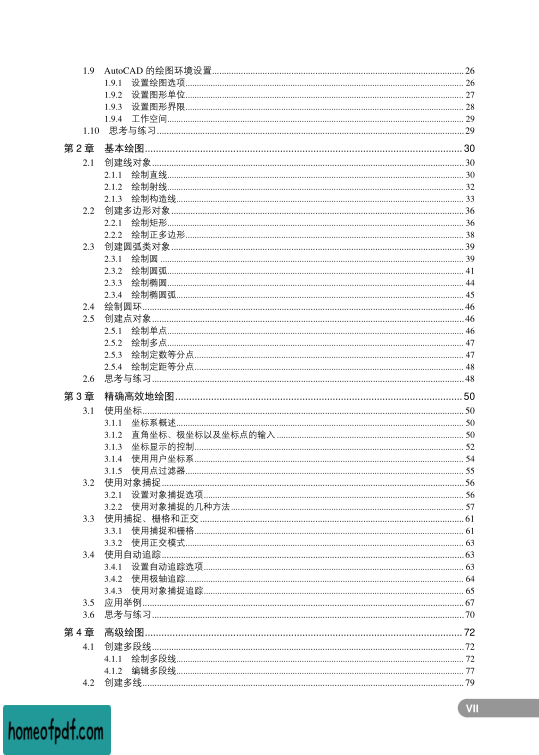 1.9 AutoCAD 的绘图环境设置........ 26
1.9.1 设置绘图选项........ 26
1.9.2 设置图形单位........ 27
1.9.3 设置图形界限........ 28
1.9.4 工作空间........ 29
1.10 思考与练习........ 29
第 2 章 基本绘图........ 30
2.1 创建线对象........ 30
2.1.1 绘制直线........ 30
2.1.2 绘制射线........ 32
2.1.3 绘制构造线........ 33
2.2 创建多边形对象........ 36
2.2.1 绘制矩形........ 36
2.2.2 绘制正多边形........ 38
2.3 创建圆弧类对象........ 39
2.3.1 绘制圆........ 39
2.3.2 绘制圆弧........ 41
2.3.3 绘制椭圆........ 44
2.3.4 绘制椭圆弧........ 45
2.4 绘制圆环........ 46
2.5 创建点对象........ 46
2.5.1 绘制单点........ 46
2.5.2 绘制多点........ 47
2.5.3 绘制定数等分点........ 47
2.5.4 绘制定距等分点........ 48
2.6 思考与练习........ 48
第 3 章 精确高效地绘图........ 50
3.1 使用坐标........ 50
3.1.1 坐标系概述........ 50
3.1.2 直角坐标、极坐标以及坐标点的输入........ 50
3.1.3 坐标显示的控制........ 52
3.1.4 使用用户坐标系........ 54
3.1.5 使用点过滤器........ 55
3.2 使用对象捕捉........ 56
3.2.1 设置对象捕捉选项........ 56
3.2.2 使用对象捕捉的几种方法........ 57
3.3 使用捕捉、栅格和正交........ 61
3.3.1 使用捕捉和栅格........ 61
3.3.2 使用正交模式........ 63
3.4 使用自动追踪........ 63
3.4.1 设置自动追踪选项........ 63
3.4.2 使用极轴追踪........ 64
3.4.3 使用对象捕捉追踪........ 65
3.5 应用举例........ 67
3.6 思考与练习........ 70
第 4 章 高级绘图........ 72
4.1 创建多段线........ 72
4.1.1 绘制多段线........ 72
4.1.2 编辑多段线........ 77
4.2 创建多线........ 79
VII
homeofpdf.com